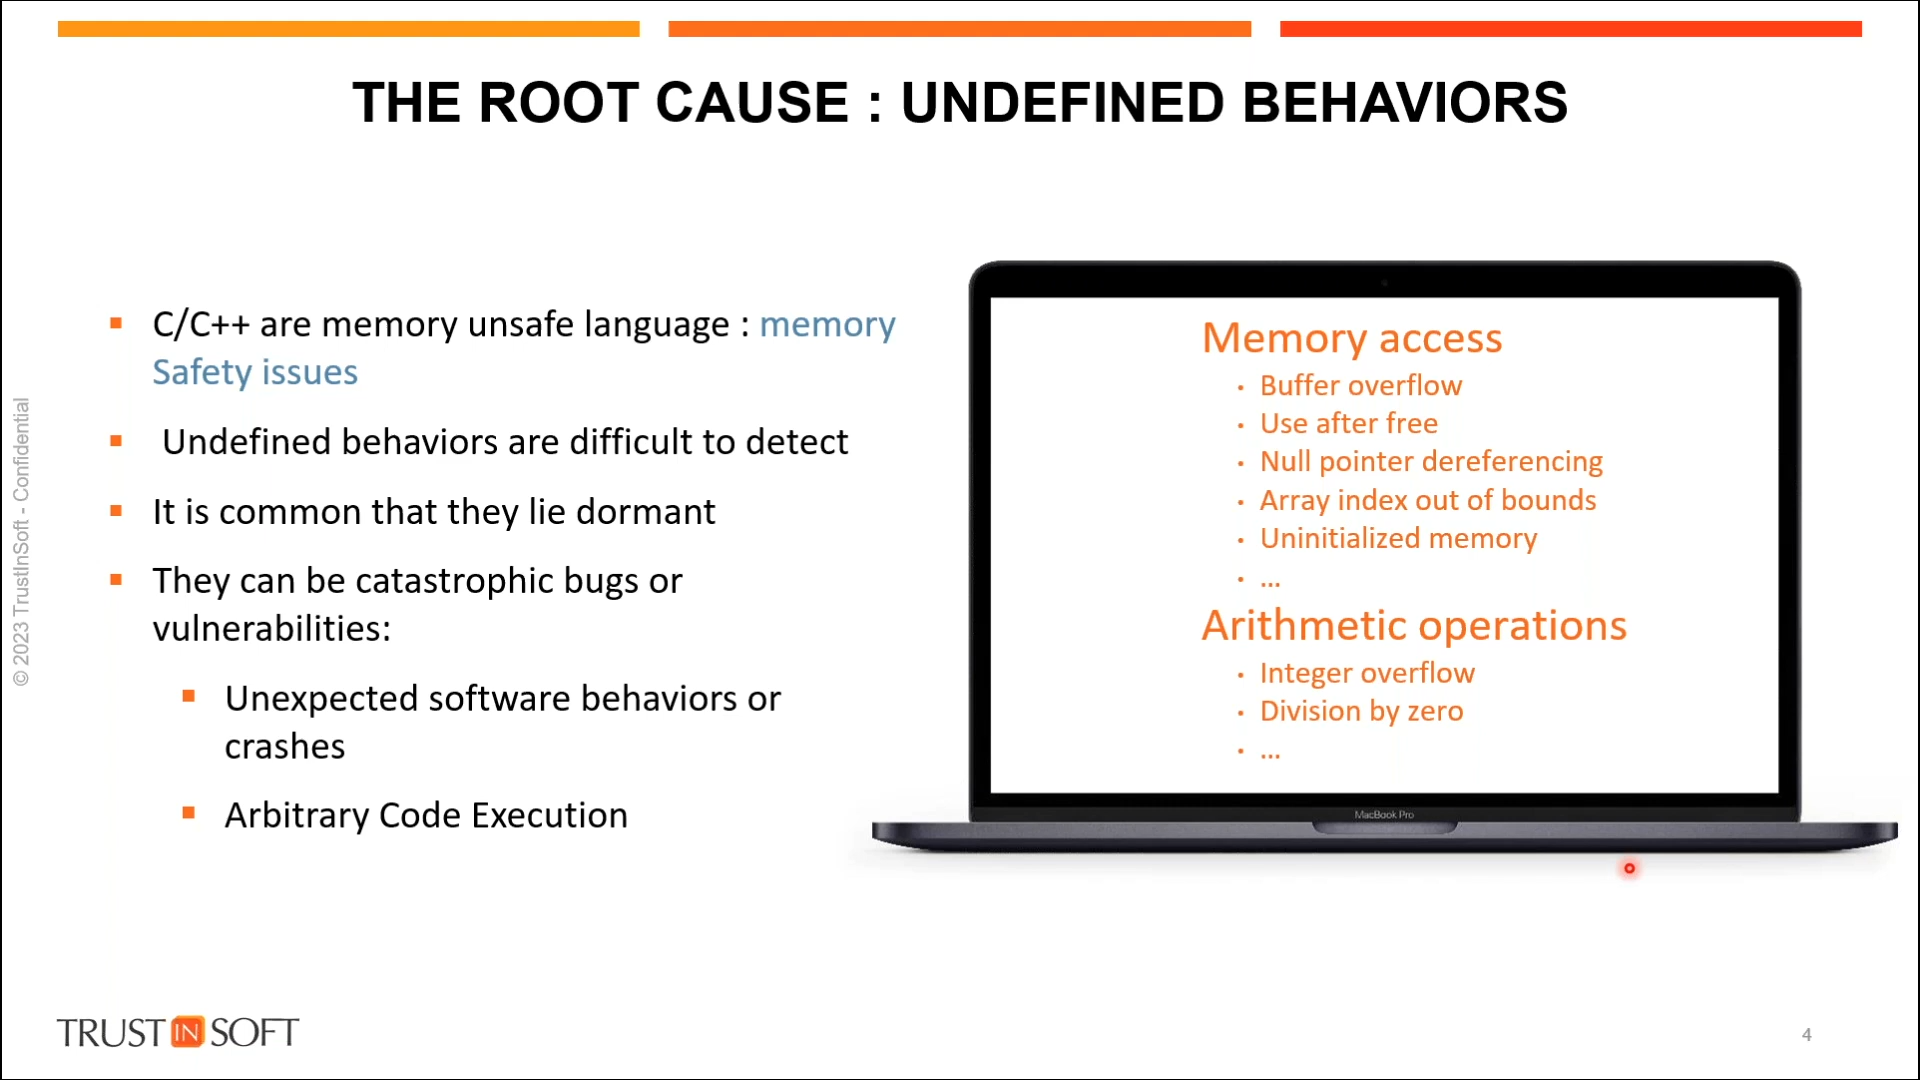 THE ROOT CAUSE : UNDEFINED BEHAVIORS
C/C++ are memory unsafe language : memory
Safety issues
Undefined behaviors are difficult to detect
It is common that they lie dormant
They can be catastrophic bugs or
vulnerabilities:
Unexpected software behaviors or
crashes
Arbitrary Code Execution
Memory access
Buffer overflow
Use after free
Null pointer dereferencing
Array index out of bounds
Uninitialized memory
...
Arithmetic operations
Integer overflow
Division by zero
...
MacBook Pro
© 2023 TrustInSoft - Confidential
TRUST IN SOFT
4